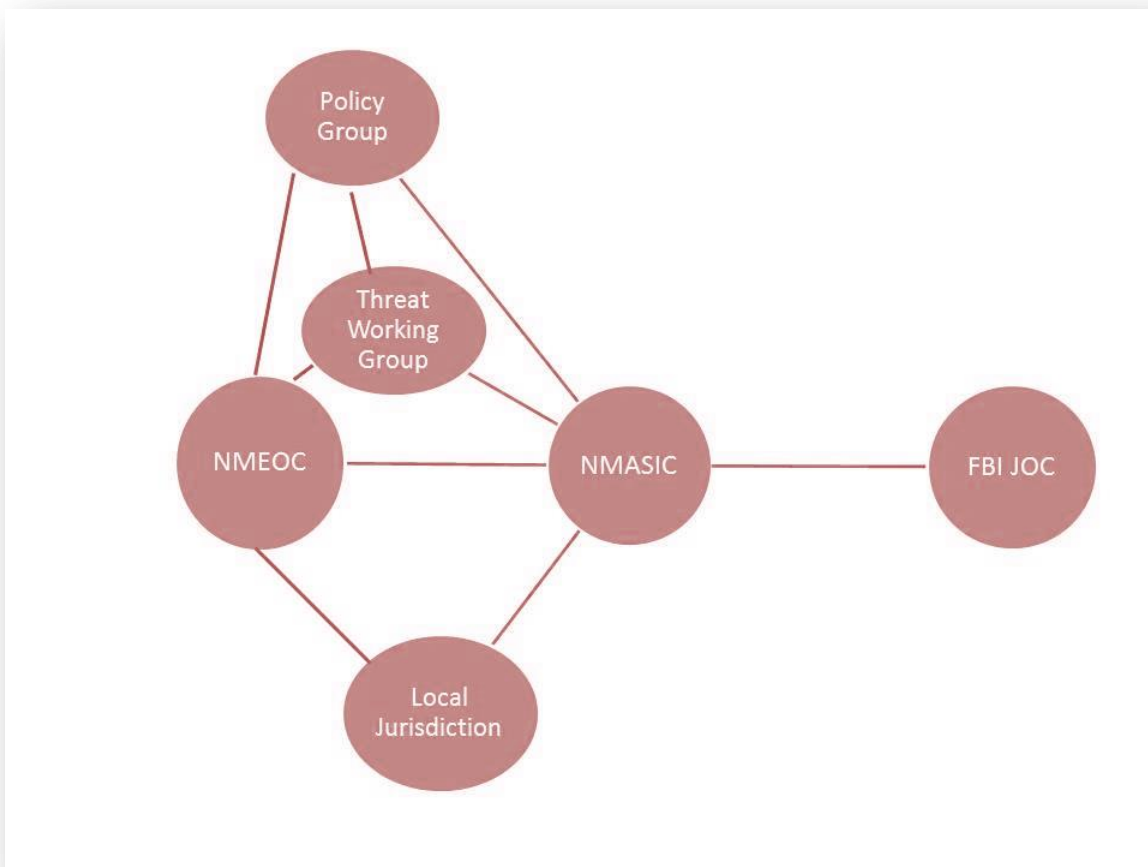 Policy
Group
Threat
Working
Group
NMEOC
NMASIC
FBI JOC
Local
Jurisdiction